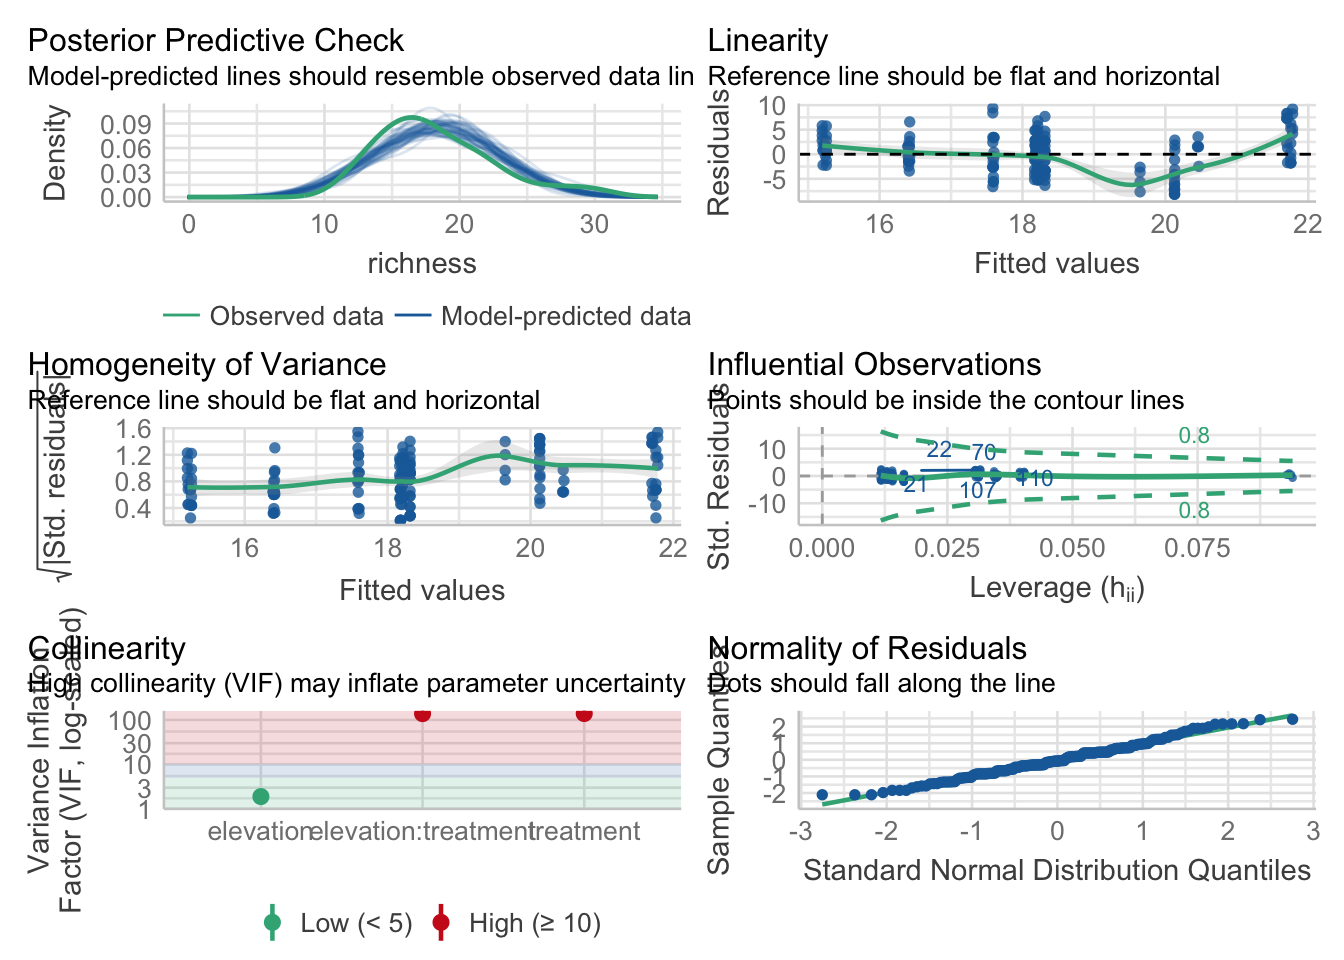 Posterior Predictive Check
Model-predicted lines should resemble observed data lin
Density
0.09
0.06
0.03
0.00
0 10 20 30
richness
Observed data Model-predicted data
Linearity
Reference line should be flat and horizontal
Residuals
10
5
0
-5
16 18 20 22
Fitted values
Homogeneity of Variance
Reference line should be flat and horizontal
√|Std. residuals|
1.6
1.2
0.8
0.4
16 18 20 22
Fitted values
Influential Observations
Points should be inside the contour lines
Std. Residuals
10
0
-10
0.8
22 70
21 107 110
0.8
0.000 0.025 0.050 0.075
Leverage (hii)
Collinearity
High collinearity (VIF) may inflate parameter uncertainty
Variance Inflation
Factor (VIF, log-scaled)
100
30
10
3
1
elevation elevation:treatment treatment
Low (< 5) High (≥ 10)
Normality of Residuals
Dots should fall along the line
Sample Quantiles
2
1
0
-1
-2
-3 -2 -1 0 1 2 3
Standard Normal Distribution Quantiles